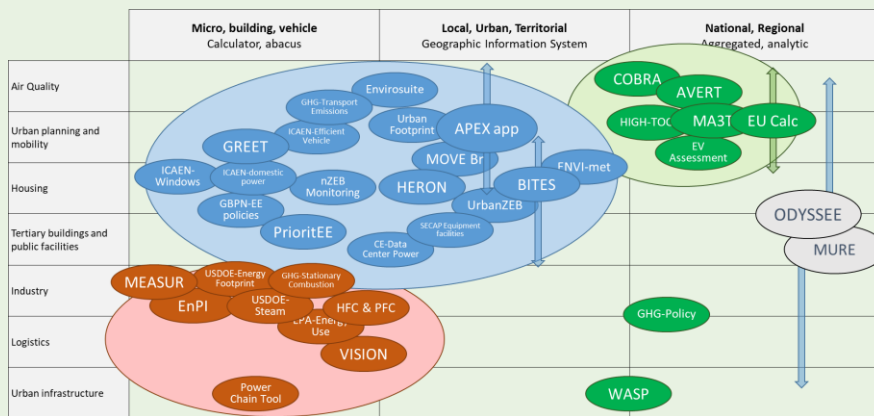 Micro, building, vehicle
Calculator, abacus
Local, Urban, Territorial
Geographic Information System
National, Regional
Aggregated, analytic
Air Quality
Envirosuite
COBRA
AVERT
GHG-Transport
Emissions
Urban planning and
mobility
Urban
Footprint
APEX app
HIGH-TOO
MA3T
EU Calc
ICAEN-Efficient
Vehicle
GREET
EV
Assessment
MOVE Br
Housing
ICAEN-
Windows
ICAEN-domestic
power
nZEB
Monitoring
HERON
BITES
ENVI-met
GBPN-EE
policies
UrbanZEB
ODYSSEE
Tertiary buildings and
public facilities
PrioritEE
SECAP Equipment
facilities
CE-Data
Center Power
MURE
Industry
MEASUR
USDOE-Energy
Footprint
GHG-Stationary
Combustion
EnPI
USDOE-
Steam
HFC & PFC
EPA-Energy
Use
GHG-Policy
Logistics
VISION
Urban infrastructure
Power
Chain Tool
WASP